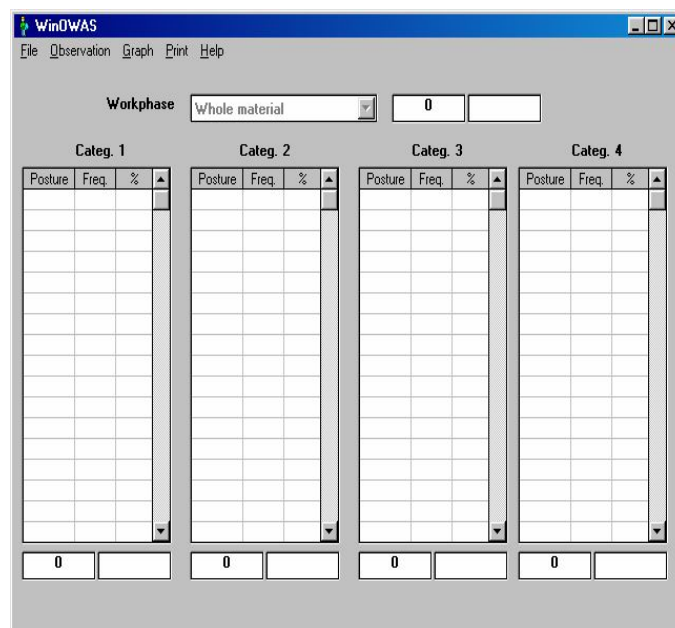 WinOWAS
File Observation Graph Print Help
Workphase Whole material 0
Categ. 1 Categ. 2 Categ. 3 Categ. 4
Posture Freq. % Posture Freq. % Posture Freq. % Posture Freq. %
0 0 0 0